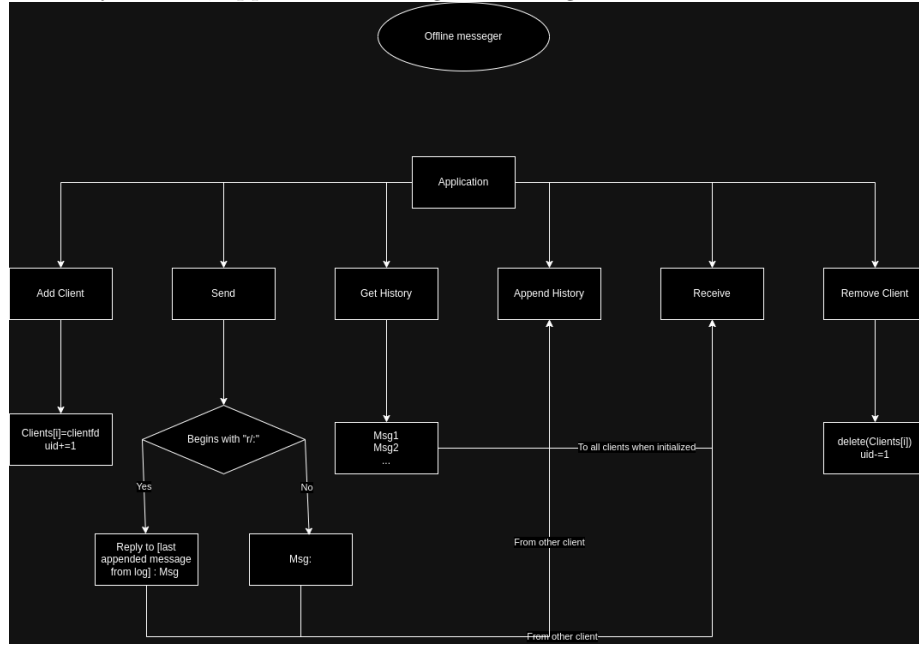 Offline messeger
Application
Add Client
Send
Get History
Append History
Receive
Remove Client
Clients[i]=clientfd
uid+=1
Begins with "r/:"
Msg1
Msg2
...
To all clients when initialized
delete(Clients[i])
uid-=1
Yes
No
Reply to [last
appended message
from log] : Msg
Msg:
From other client
From other client